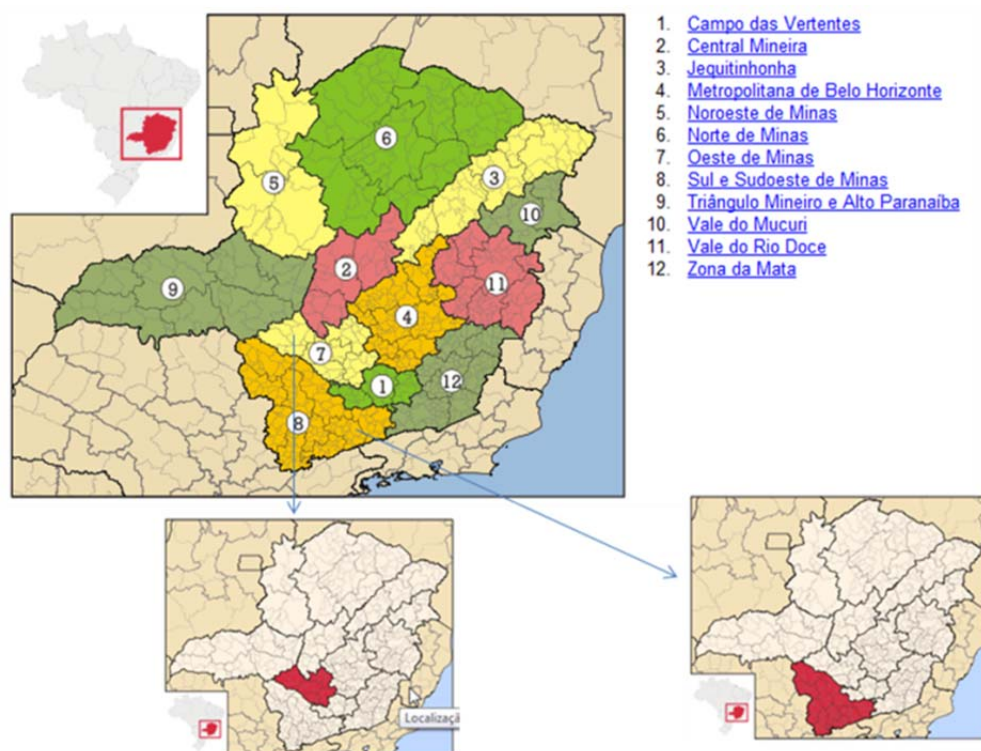 1. Campo das Vertentes
2. Central Mineira
3. Jequitinhonha
4. Metropolitana de Belo Horizonte
5. Noroeste de Minas
6. Norte de Minas
7. Oeste de Minas
8. Sul e Sudoeste de Minas
9. Triângulo Mineiro e Alto Paranaíba
10. Vale do Mucuri
11. Vale do Rio Doce
12. Zona da Mata
6
3
5
10
2
9
11
4
7
12
1
8
Localizaçã